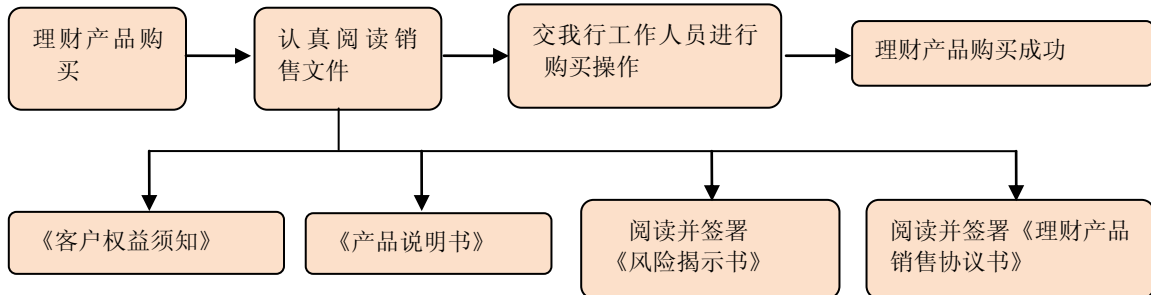 理财产品购
买
认真阅读销
售文件
交我行工作人员进行
购买操作
理财产品购买成功
《客户权益须知》
《产品说明书》
阅读并签署
《风险揭示书》
阅读并签署《理财产品
销售协议书》